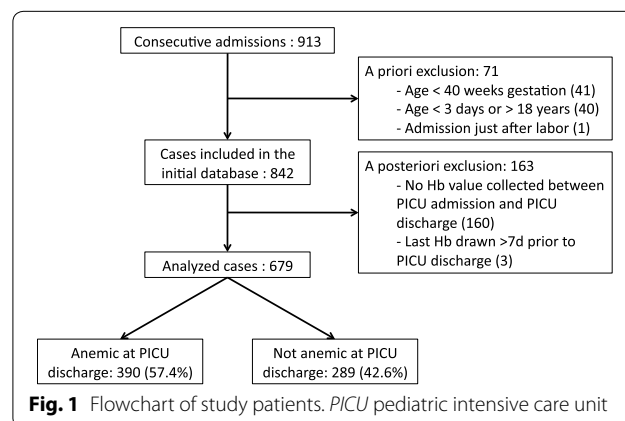 Consecutive admissions : 913
A priori exclusion: 71
- Age < 40 weeks gestation (41)
- Age < 3 days or > 18 years (40)
- Admission just after labor (1)
Cases included in the
initial database : 842
A posteriori exclusion: 163
- No Hb value collected between
PICU admission and PICU
discharge (160)
- Last Hb drawn >7d prior to
PICU discharge (3)
Analyzed cases : 679
Anemic at PICU
discharge: 390 (57.4%)
Not anemic at PICU
discharge: 289 (42.6%)
Fig. 1 Flowchart of study patients. PICU pediatric intensive care unit